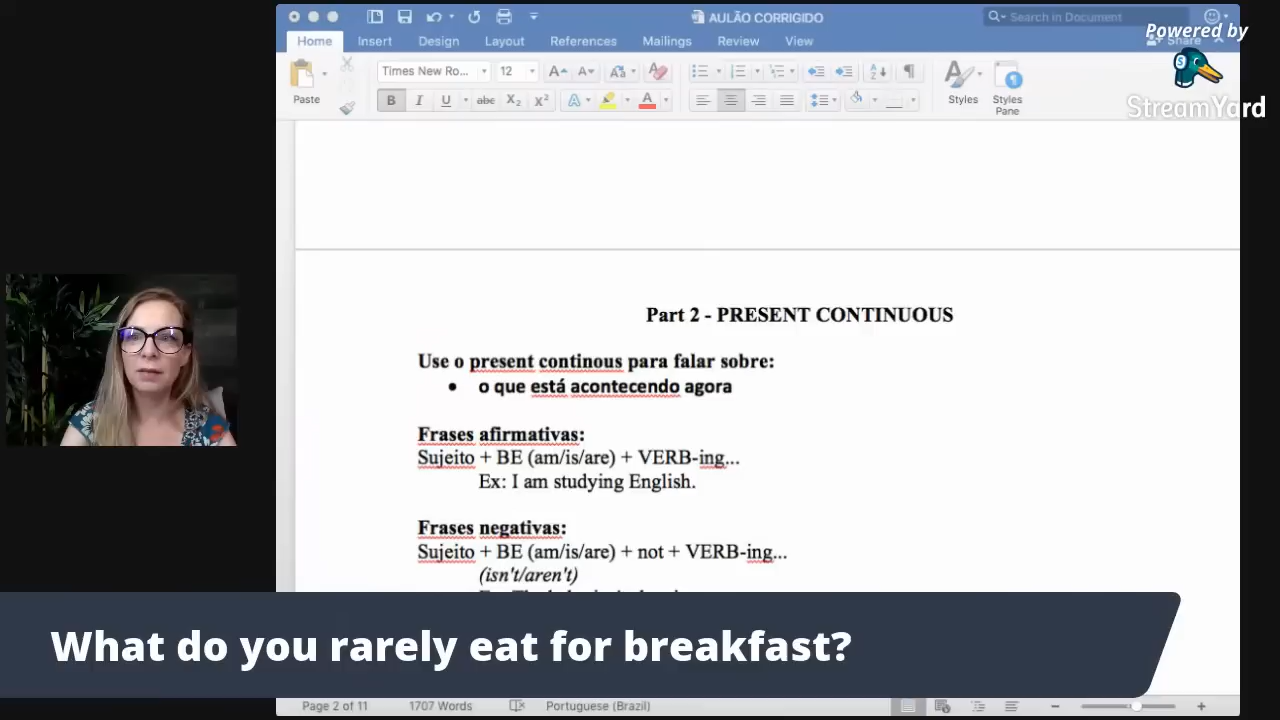 AULÃO CORRIGIDO
Search in Document
Powered by
Home Insert Design Layout References Mailings Review View
Share
StreamYard
Times New Ro... 12
Paste
B I U abc X₂ X² A A
Styles
Styles Pane
Part 2 - PRESENT CONTINUOUS
Use o present continous para falar sobre:
• o que está acontecendo agora
Frases afirmativas:
Sujeito + BE (am/is/are) + VERB-ing...
Ex: I am studying English.
Frases negativas:
Sujeito + BE (am/is/are) + not + VERB-ing...
(isn't/aren't)
What do you rarely eat for breakfast?
Page 2 of 11 1707 Words Portuguese (Brazil)